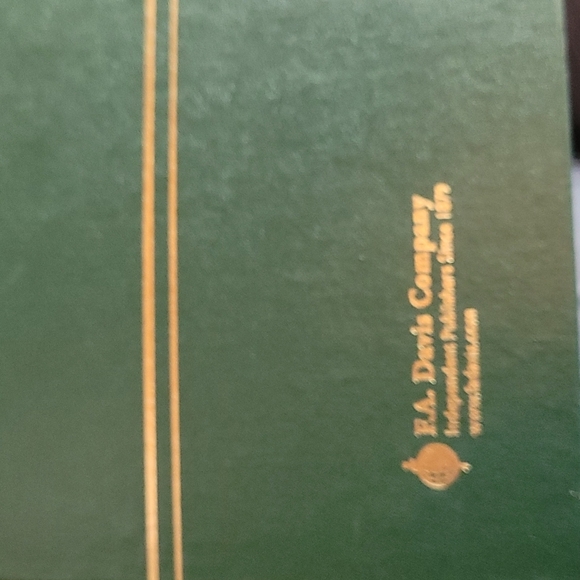 F.A. Davis Company
Independent Publishers Since 1879
www.fadavis.com